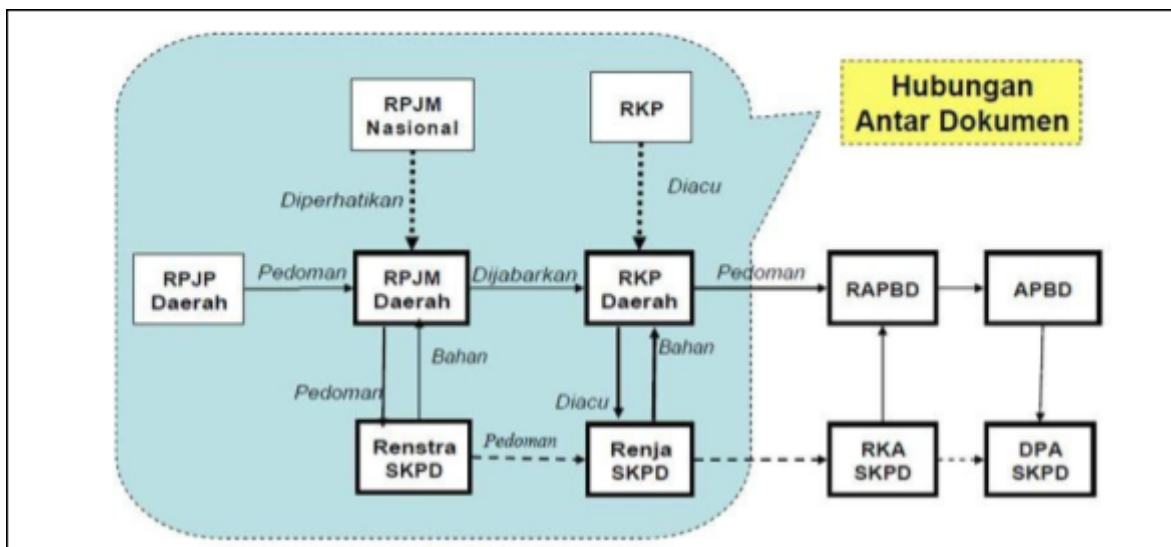 RPJM
Nasional
RKP
Hubungan
Antar Dokumen
Diperhatikan
Diacu
RPJP
Daerah
Pedoman
RPJM
Daerah
Dijabarkan
RKP
Daerah
Pedoman
RAPBD
APBD
Pedoman
Bahan
Diacu
Bahan
Renstra
SKPD
Pedoman
Renja
SKPD
RKA
SKPD
DPA
SKPD